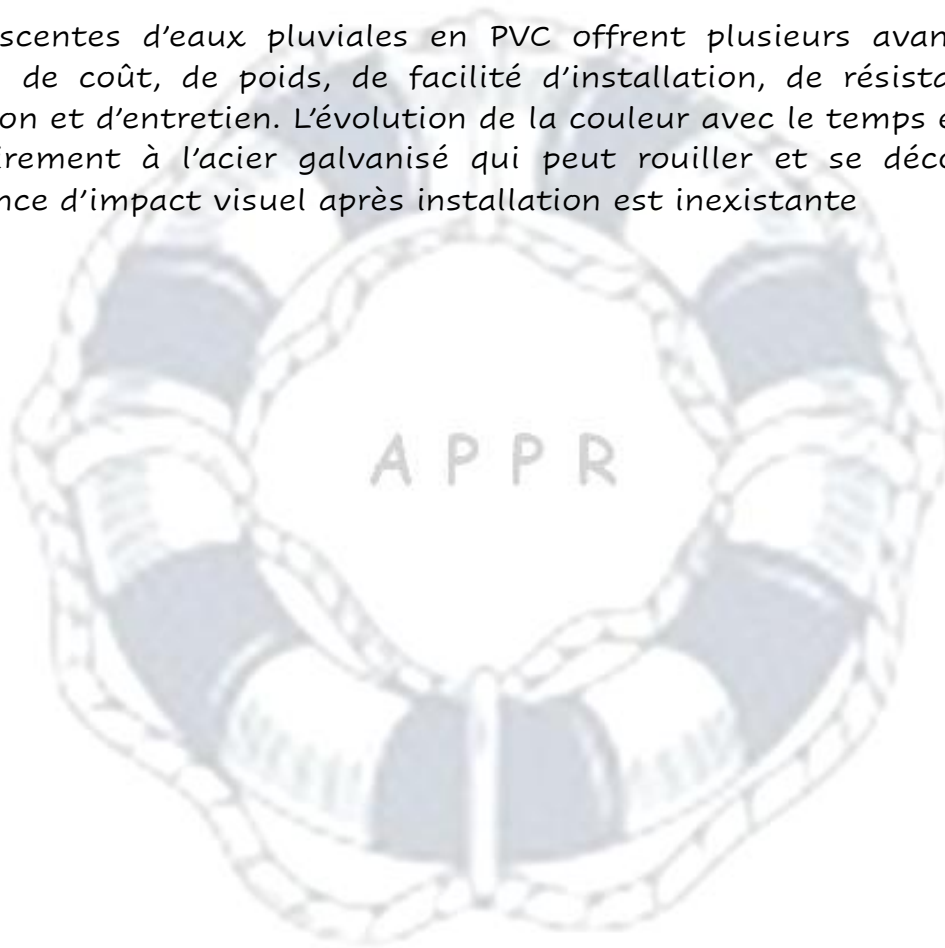 scentes d’eaux pluviales en PVC offrent plusieurs avan
de coût, de poids, de facilité d’installation, de résista
on et d’entretien. L’évolution de la couleur avec le temps e
irement à l’acier galvanisé qui peut rouiller et se déco
nce d’impact visuel après installation est inexistante
A P P R